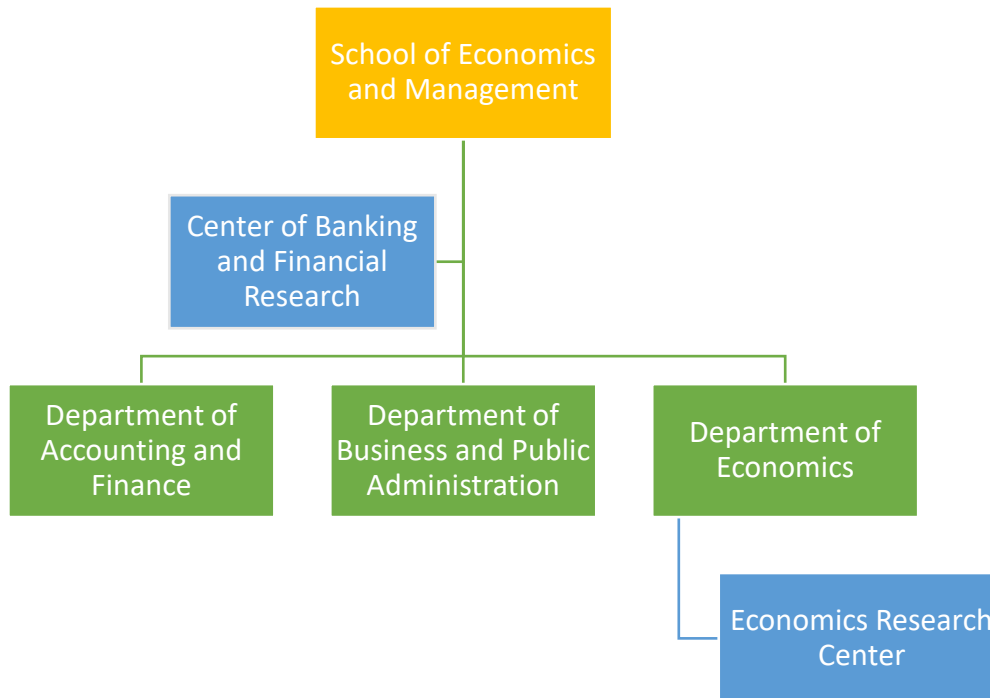 School of Economics
and Management
Center of Banking
and Financial
Research
Department of
Accounting and
Finance
Department of
Business and Public
Administration
Department of
Economics
Economics Research
Center